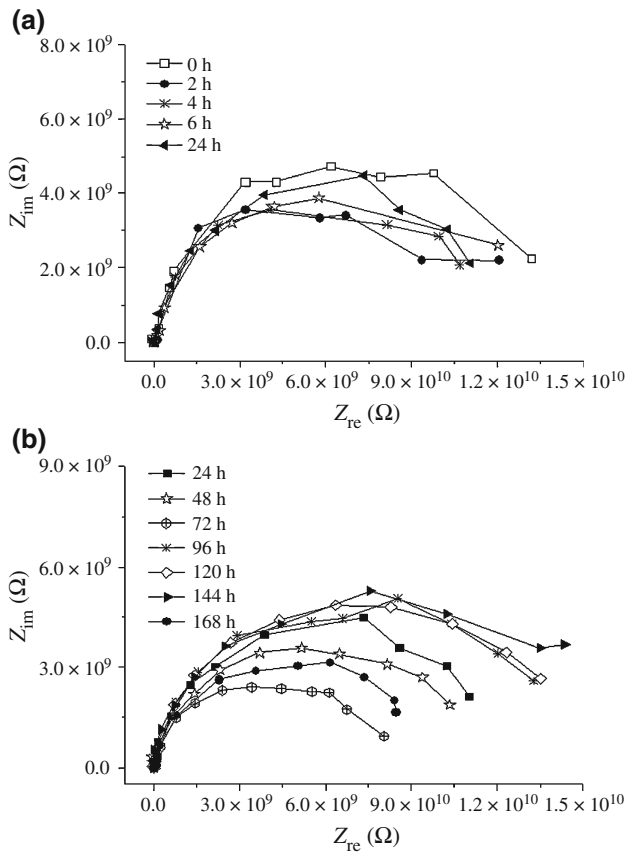 (a)
8.0 × 10⁹
6.0 × 10⁹
4.0 × 10⁹
2.0 × 10⁹
0.0
Z_im (Ω)
0 h
2 h
4 h
6 h
24 h
0.0
3.0 × 10⁹
6.0 × 10⁹
9.0 × 10¹⁰
1.2 × 10¹⁰
1.5 × 10¹⁰
Z_re (Ω)
(b)
9.0 × 10⁹
6.0 × 10⁹
3.0 × 10⁹
0.0
Z_im (Ω)
24 h
48 h
72 h
96 h
120 h
144 h
168 h
0.0
3.0 × 10⁹
6.0 × 10⁹
9.0 × 10¹⁰
1.2 × 10¹⁰
1.5 × 10¹⁰
Z_re (Ω)